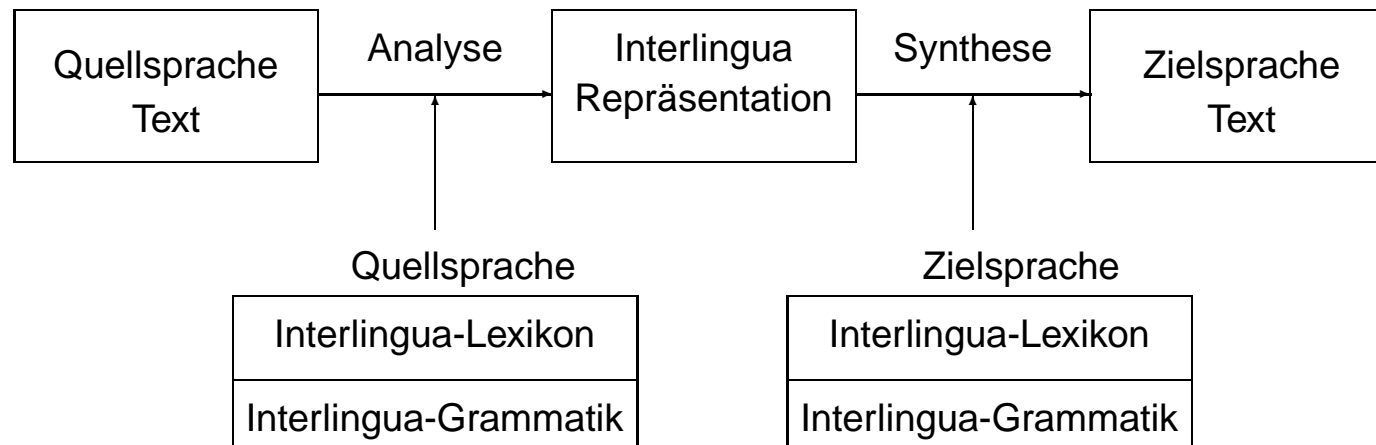 Quellsprache
Text
Analyse
Interlingua
Repräsentation
Synthese
Zielsprache
Text
Quellsprache
Interlingua-Lexikon
Interlingua-Grammatik
Zielsprache
Interlingua-Lexikon
Interlingua-Grammatik